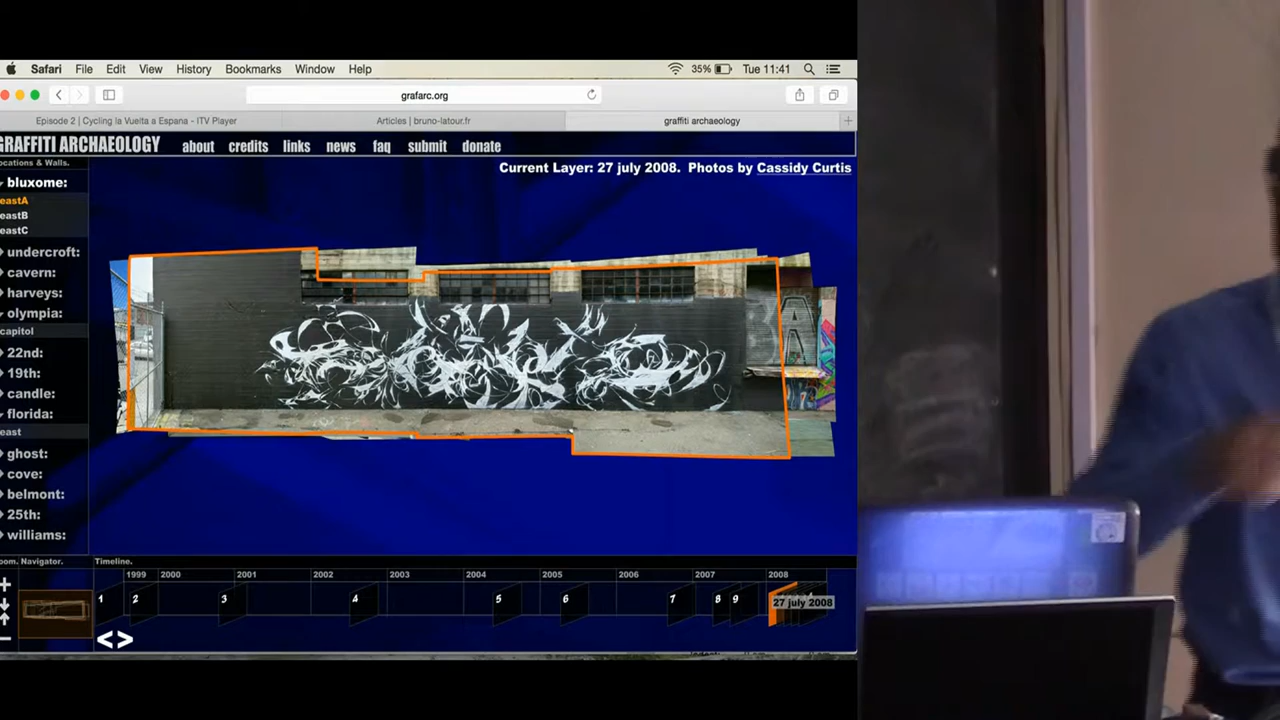 Safari File Edit View History Bookmarks Window Help 35% Tue 11:41
grafarc.org
Episode 2 | Cycling la Vuelta a Espana - ITV Player Articles | bruno-latour.fr graffiti archaeology
GRAFFITI ARCHAEOLOGY about credits links news faq submit donate
ocations & Walls.
Current Layer: 27 july 2008. Photos by Cassidy Curtis
bluxome:
eastA
eastB
eastC
undercroft:
cavern:
harveys:
olympia:
capitol
22nd:
19th:
candle:
florida:
east
ghost:
cove:
belmont:
25th:
williams:
A
oom. Navigator. Timeline.
1999 2000 2001 2002 2003 2004 2005 2006 2007 2008
1 2 3 4 5 6 7 8 9 27 july 2008